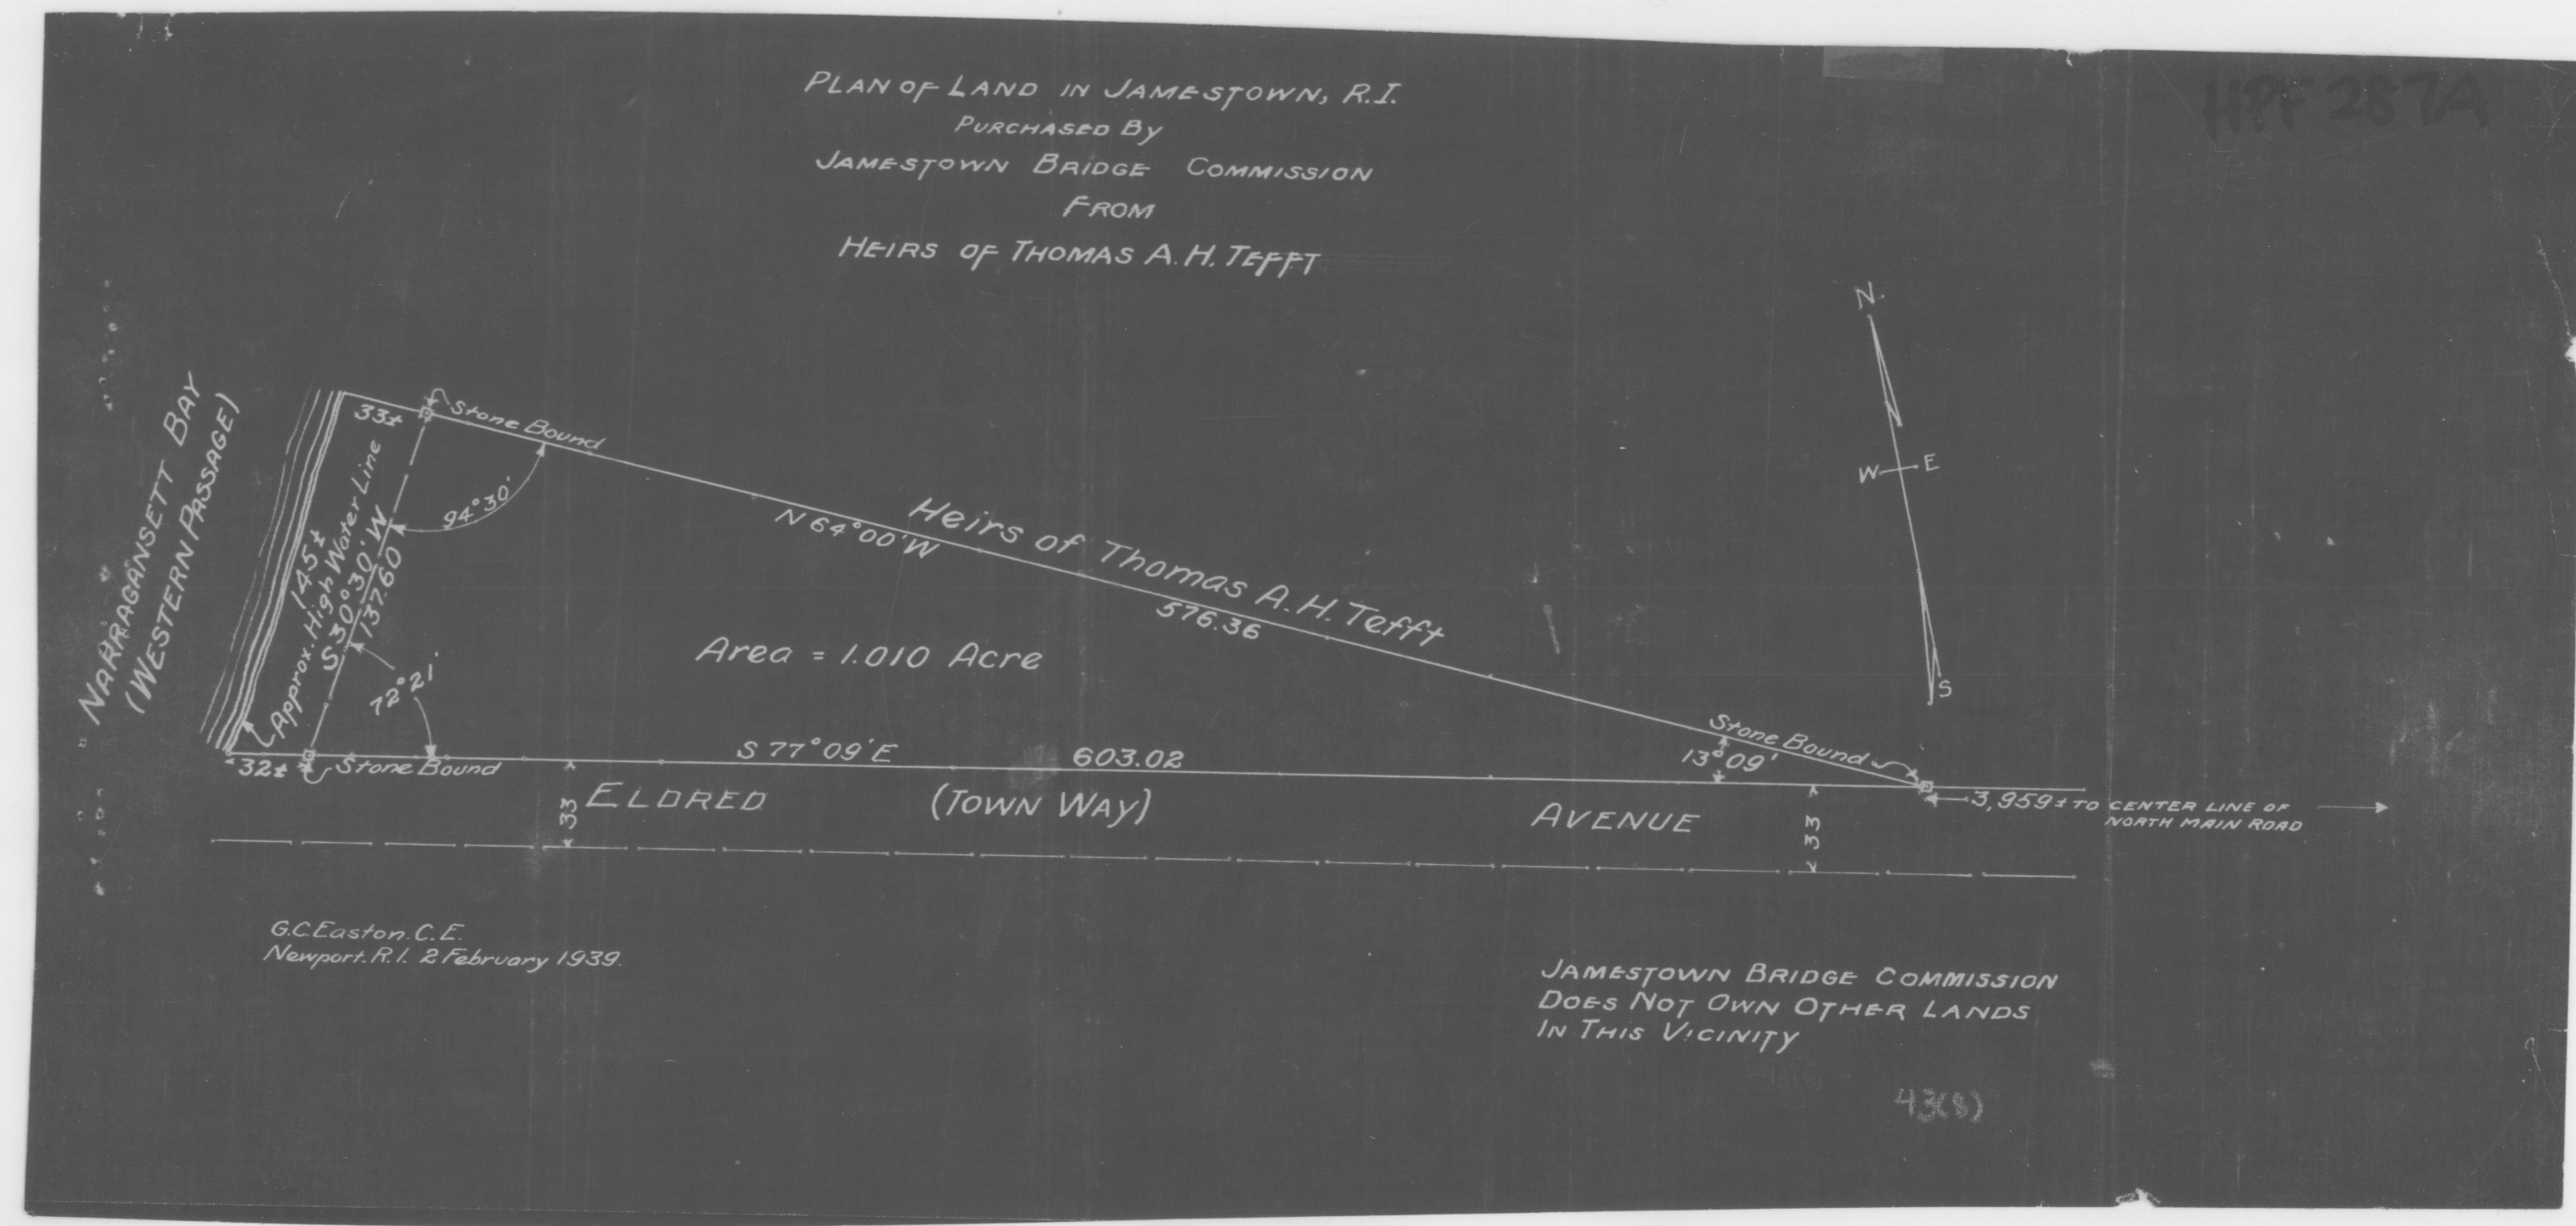 HPF 287A
PLAN OF LAND IN JAMESTOWN, R.I.
PURCHASED By
JAMESTOWN BRIDGE COMMISSION
FROM
HEIRS OF THOMAS A.H. TEFFT
N.
W E
S
NARRAGANSETT BAY
(WESTERN PASSAGE)
33±
Stone Bound
94°30'
145±
Approx. High Water Line
S 30°30' W
137.60
72°21'
N 64°00' W
Heirs of Thomas A.H. Tefft
576.36
Area = 1.010 Acre
Stone Bound
13°09'
S 77°09' E 603.02
32±
Stone Bound
33
ELDRED (TOWN WAY) AVENUE
33
3,959± TO CENTER LINE OF
NORTH MAIN ROAD
G.C. Easton. C.E.
Newport. R.I. 2 February 1939.
JAMESTOWN BRIDGE COMMISSION
DOES NOT OWN OTHER LANDS
IN THIS VICINITY
43(8)